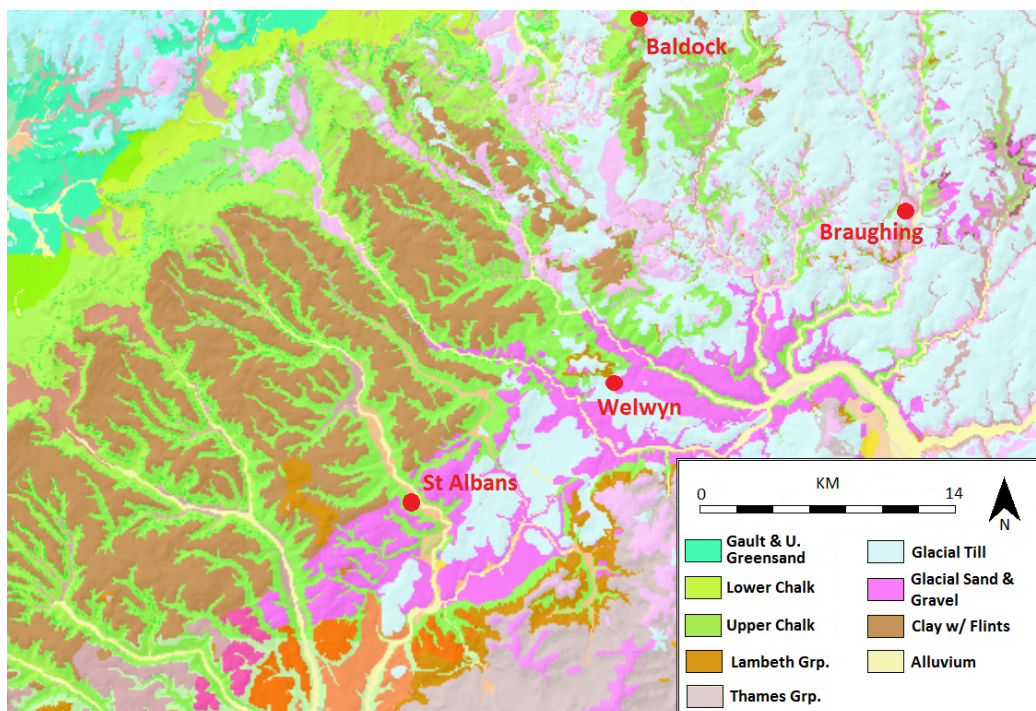 Baldock
Braughing
Welwyn
St Albans
KM
0 14
N
Gault & U.
Greensand
Lower Chalk
Upper Chalk
Lambeth Grp.
Thames Grp.
Glacial Till
Glacial Sand &
Gravel
Clay w/ Flints
Alluvium